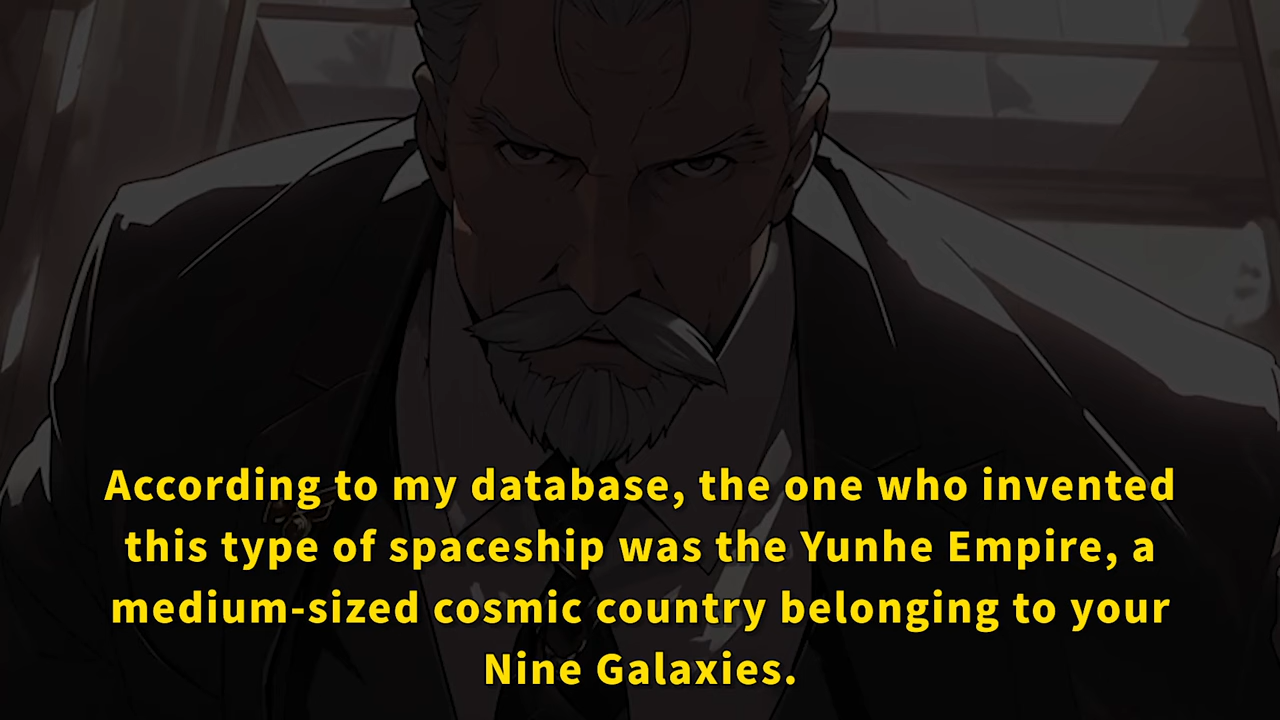 According to my database, the one who invented
this type of spaceship was the Yunhe Empire, a
medium-sized cosmic country belonging to your
Nine Galaxies.